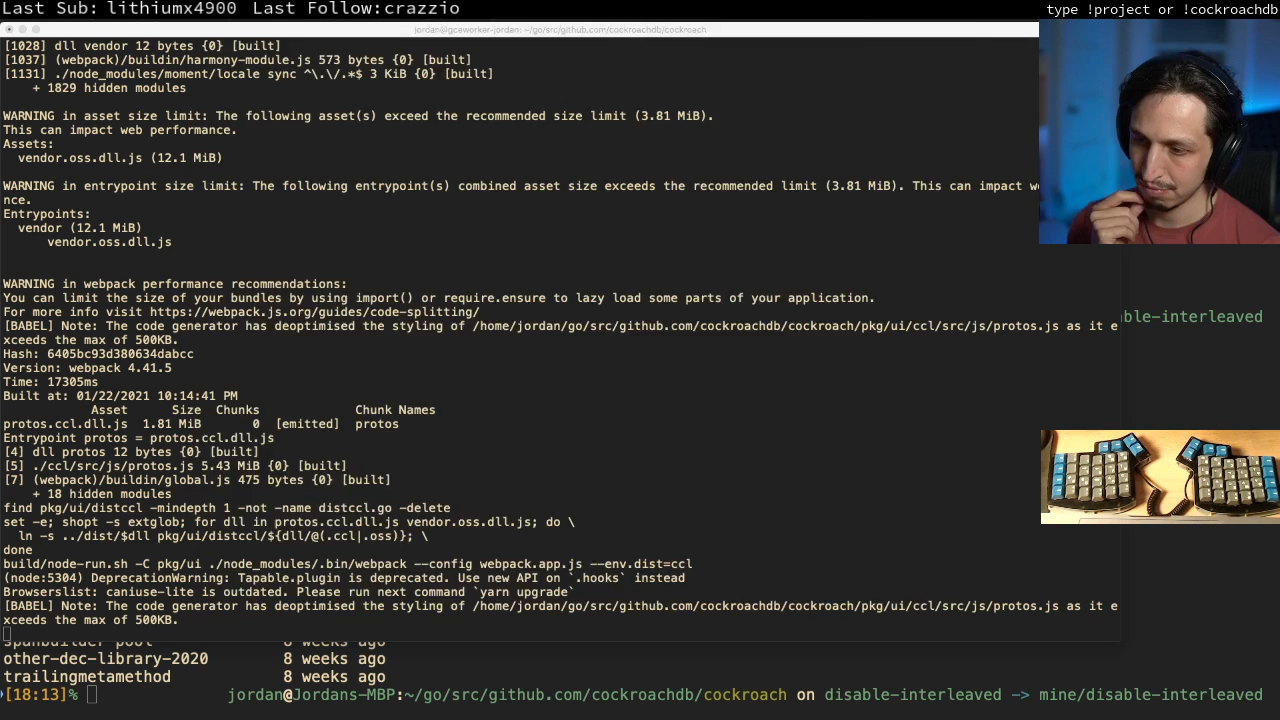 Last Sub: lithiumx4900 Last Follow:crazzio
type !project or !cockroachdb
jordan@gceworker-jordan: ~/go/src/github.com/cockroachdb/cockroach
[1028] dll vendor 12 bytes {0} [built]
[1037] (webpack)/buildin/harmony-module.js 573 bytes {0} [built]
[1131] ./node_modules/moment/locale sync ^\.\/.*$ 3 KiB {0} [built]
+ 1829 hidden modules
WARNING in asset size limit: The following asset(s) exceed the recommended size limit (3.81 MiB).
This can impact web performance.
Assets:
vendor.oss.dll.js (12.1 MiB)
WARNING in entrypoint size limit: The following entrypoint(s) combined asset size exceeds the recommended limit (3.81 MiB). This can impact w
nce.
Entrypoints:
vendor (12.1 MiB)
vendor.oss.dll.js
WARNING in webpack performance recommendations:
You can limit the size of your bundles by using import() or require.ensure to lazy load some parts of your application.
For more info visit https://webpack.js.org/guides/code-splitting/
[BABEL] Note: The code generator has deoptimised the styling of /home/jordan/go/src/github.com/cockroachdb/cockroach/pkg/ui/ccl/src/js/protos.js as it e
ble-interleaved
xceeds the max of 500KB.
Hash: 6405bc93d380634dabcc
Version: webpack 4.41.5
Time: 17305ms
Built at: 01/22/2021 10:14:41 PM
Asset Size Chunks Chunk Names
protos.ccl.dll.js 1.81 MiB 0 [emitted] protos
Entrypoint protos = protos.ccl.dll.js
[4] dll protos 12 bytes {0} [built]
[5] ./ccl/src/js/protos.js 5.43 MiB {0} [built]
[7] (webpack)/buildin/global.js 475 bytes {0} [built]
+ 18 hidden modules
find pkg/ui/distccl -mindepth 1 -not -name distccl.go -delete
set -e; shopt -s extglob; for dll in protos.ccl.dll.js vendor.oss.dll.js; do \
ln -s ../dist/$dll pkg/ui/distccl/${dll/@(.ccl|.oss)}; \
done
build/node-run.sh -C pkg/ui ./node_modules/.bin/webpack --config webpack.app.js --env.dist=ccl
(node:5304) DeprecationWarning: Tapable.plugin is deprecated. Use new API on `.hooks` instead
Browserslist: caniuse-lite is outdated. Please run next command `yarn upgrade`
[BABEL] Note: The code generator has deoptimised the styling of /home/jordan/go/src/github.com/cockroachdb/cockroach/pkg/ui/ccl/src/js/protos.js as it e
xceeds the max of 500KB.
spanbuilder-pool 8 weeks ago
other-dec-library-2020 8 weeks ago
trailingmetamethod 8 weeks ago
[18:13]% jordan@Jordans-MBP:~/go/src/github.com/cockroachdb/cockroach on disable-interleaved -> mine/disable-interleaved